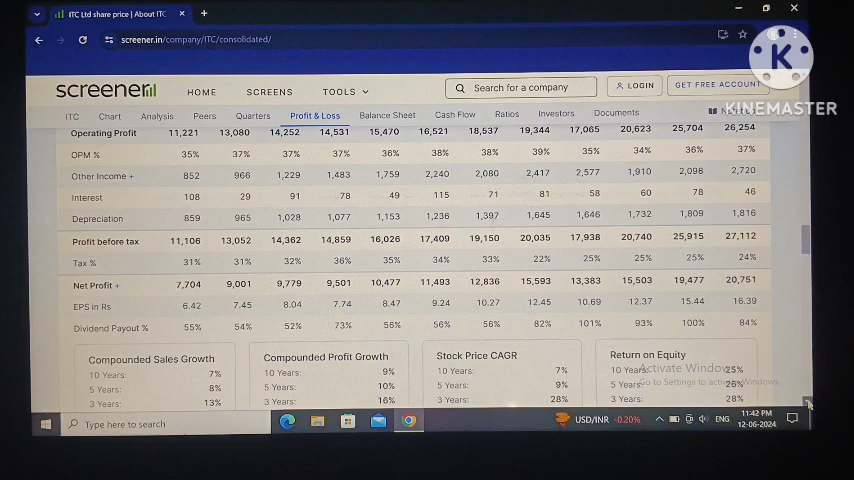 ITC Ltd share price | About ITC
screener.in/company/ITC/consolidated/
K
KINEMASTER
screener HOME SCREENS TOOLS Search for a company LOGIN GET FREE ACCOUNT
ITC Chart Analysis Peers Quarters Profit & Loss Balance Sheet Cash Flow Ratios Investors Documents
Operating Profit 11,221 13,080 14,252 14,531 15,470 16,521 18,537 19,344 17,065 20,623 25,704 26,254
OPM % 35% 37% 37% 37% 36% 38% 38% 39% 35% 34% 36% 37%
Other Income + 852 966 1,229 1,483 1,759 2,240 2,080 2,417 2,577 1,910 2,098 2,720
Interest 108 29 91 78 49 115 71 81 58 60 78 46
Depreciation 859 965 1,028 1,077 1,153 1,236 1,397 1,645 1,646 1,732 1,809 1,816
Profit before tax 11,106 13,052 14,362 14,859 16,026 17,409 19,150 20,035 17,938 20,740 25,915 27,112
Tax % 31% 31% 32% 36% 35% 34% 33% 22% 25% 25% 25% 24%
Net Profit + 7,704 9,001 9,779 9,501 10,477 11,493 12,836 15,593 13,383 15,503 19,477 20,751
EPS in Rs 6.42 7.45 8.04 7.74 8.47 9.24 10.27 12.45 10.69 12.37 15.44 16.39
Dividend Payout % 55% 54% 52% 73% 56% 56% 56% 82% 101% 93% 100% 84%
Compounded Sales Growth
10 Years: 7%
5 Years: 8%
3 Years: 13%
Compounded Profit Growth
10 Years: 9%
5 Years: 10%
3 Years: 16%
Stock Price CAGR
10 Years: 7%
5 Years: 9%
3 Years: 28%
Return on Equity
10 Years: 25%
5 Years: 26%
3 Years: 28%
Activate Windows
Go to Settings to activate Windows.
Type here to search
USD/INR -0.20%
ENG
11:42 PM
12-06-2024